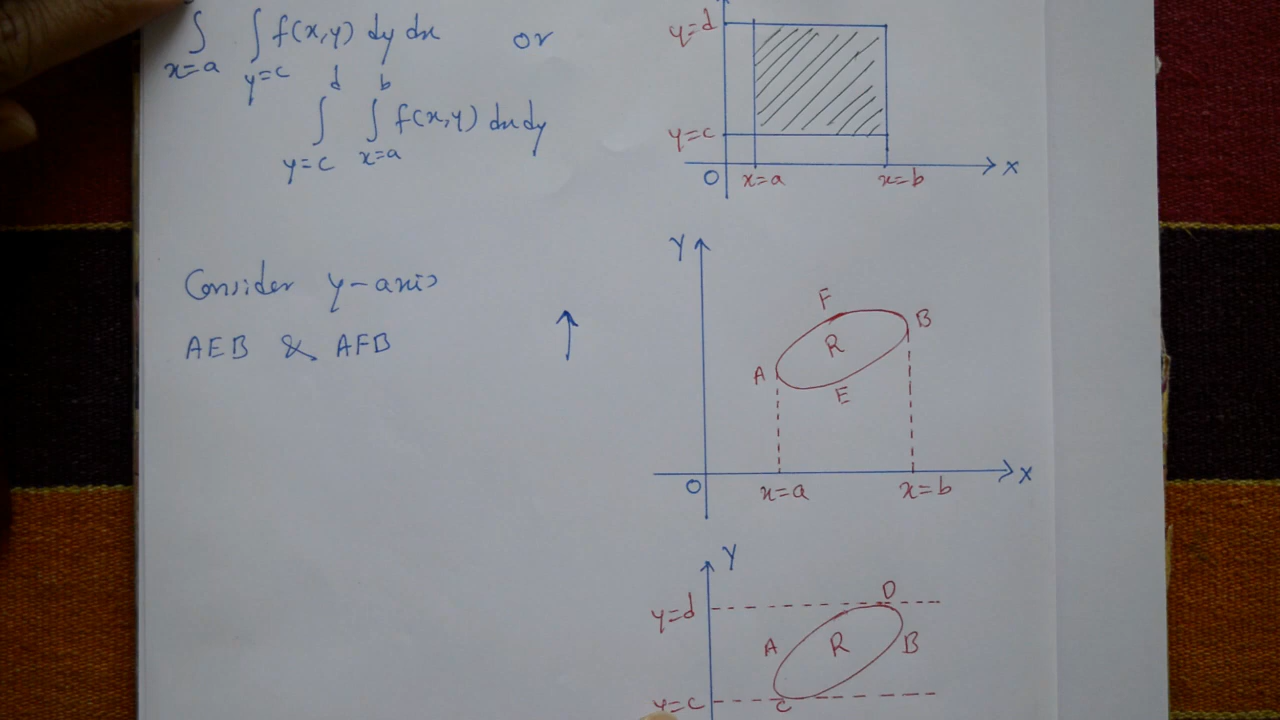 ∫ ∫ f(x,y) dy dx or
x=a y=c
d b
∫ ∫ f(x,y) dx dy
y=c x=a
Consider y-axis
AEB & AFB
y=d
y=c
O x=a x=b X
Y
F
B
R
A
E
O x=a x=b X
Y
D
y=d
A R B
y=c C